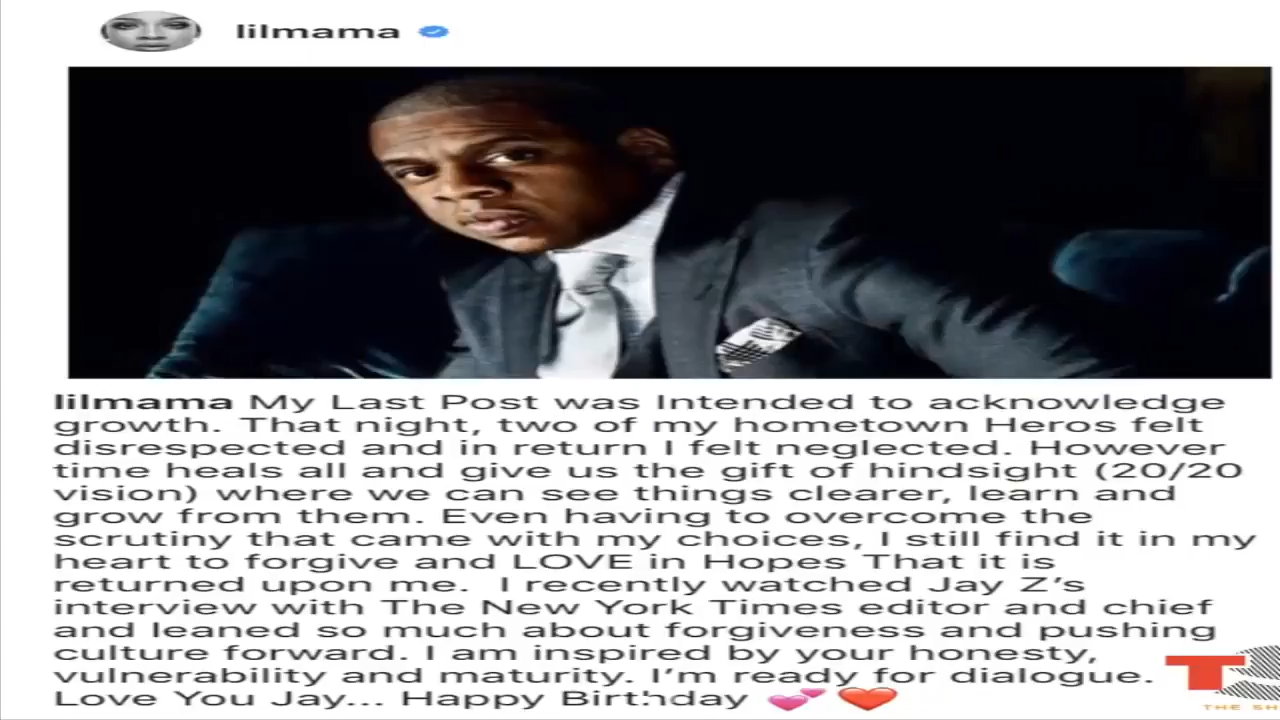 lilmama
lilmama My Last Post was Intended to acknowledge
growth. That night, two of my hometown Heros felt
disrespected and in return I felt neglected. However
time heals all and give us the gift of hindsight (20/20
vision) where we can see things clearer, learn and
grow from them. Even having to overcome the
scrutiny that came with my choices, I still find it in my
heart to forgive and LOVE in Hopes That it is
returned upon me. I recently watched Jay Z's
interview with The New York Times editor and chief
and leaned so much about forgiveness and pushing
culture forward. I am inspired by your honesty,
vulnerability and maturity. I'm ready for dialogue.
Love You Jay... Happy Birthday 💕 ❤️
TS
THE SH